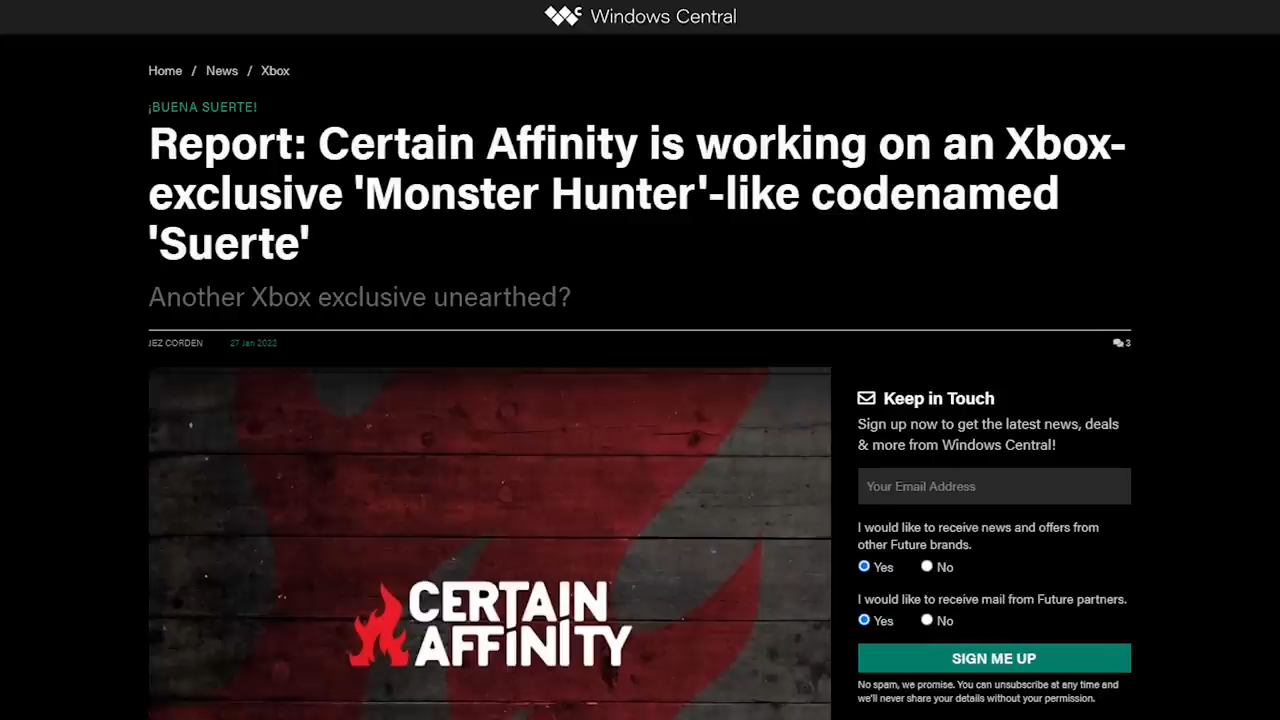 Windows Central
Home / News / Xbox
¡BUENA SUERTE!
Report: Certain Affinity is working on an Xbox-
exclusive 'Monster Hunter'-like codenamed
'Suerte'
Another Xbox exclusive unearthed?
JEZ CORDEN 27 Jan 2022 3
CERTAIN
AFFINITY
Keep in Touch
Sign up now to get the latest news, deals
& more from Windows Central!
Your Email Address
I would like to receive news and offers from
other Future brands.
Yes No
I would like to receive mail from Future partners.
Yes No
SIGN ME UP
No spam, we promise. You can unsubscribe at any time and
we'll never share your details without your permission.